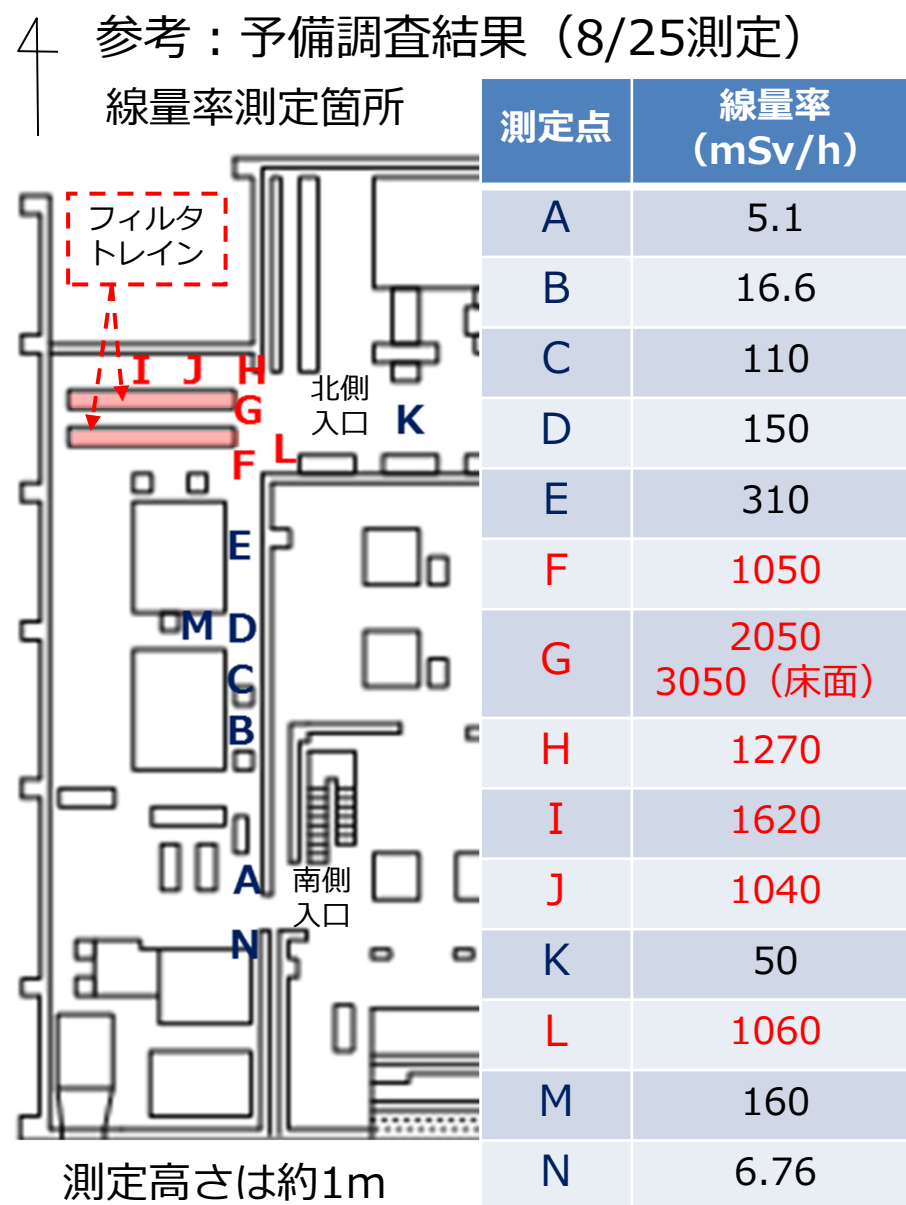 参考：予備調査結果（8/25測定）
線量率測定箇所
フィルタ
トレイン
I J H
G
北側
入口
K
L
F
E
M D
C
B
A
南側
入口
N
測定高さは約1m
測定点 線量率
（mSv/h）
A 5.1
B 16.6
C 110
D 150
E 310
F 1050
G 2050
3050（床面）
H 1270
I 1620
J 1040
K 50
L 1060
M 160
N 6.76